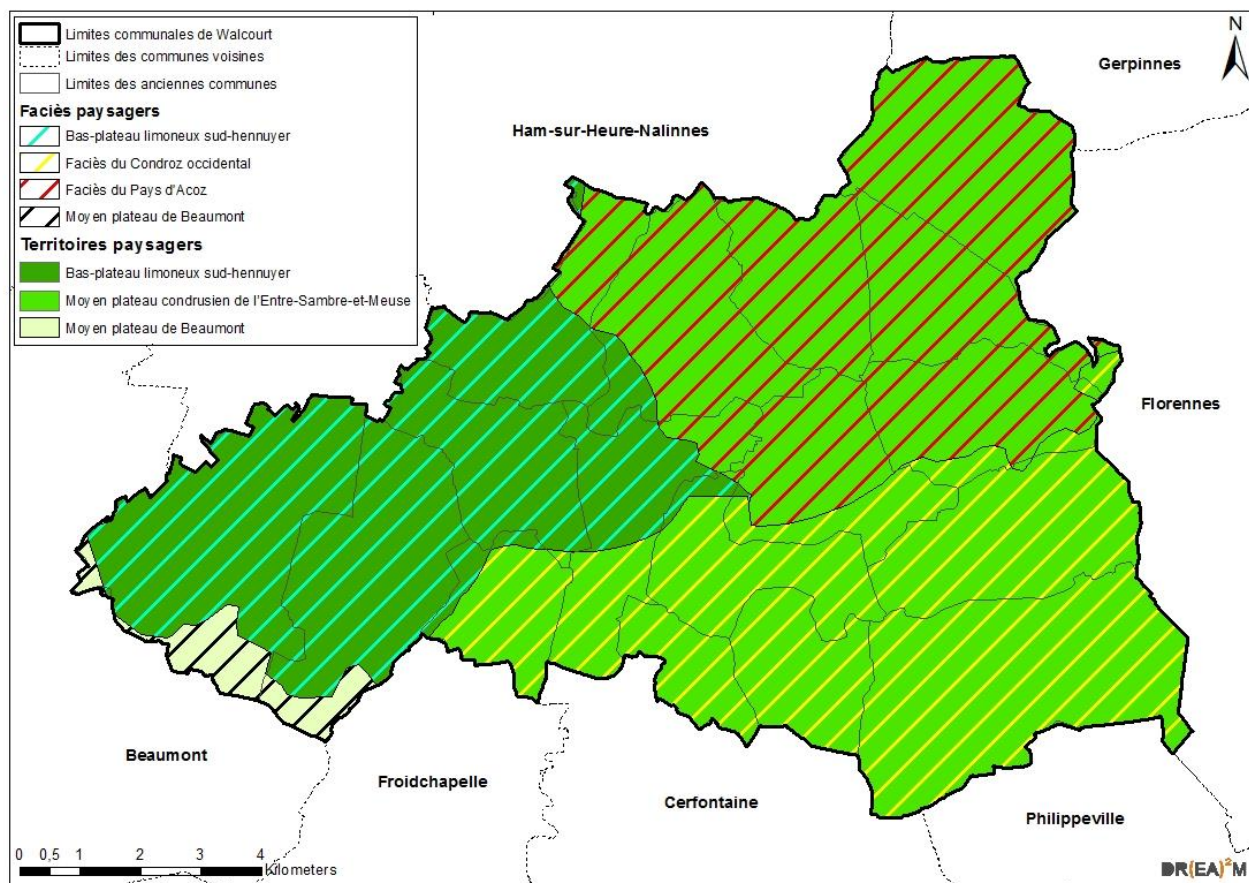 Limites communales de Walcourt
Limites des communes voisines
Limites des anciennes communes
Faciès paysagers
Bas-plateau limoneux sud-hennuyer
Faciès du Condroz occidental
Faciès du Pays d'Acoz
Moyen plateau de Beaumont
Territoires paysagers
Bas-plateau limoneux sud-hennuyer
Moyen plateau condrusien de l'Entre-Sambre-et-Meuse
Moyen plateau de Beaumont
N
Gerpinnes
Ham-sur-Heure-Nalinnes
Florennes
Beaumont
Froidchapelle
Cerfontaine
Philippeville
0 0,5 1 2 3 4
Kilometers
DR(EA)²M